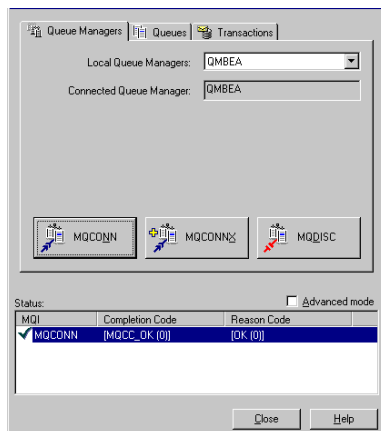 Queue Managers Queues Transactions
Local Queue Managers: QMBEA
Connected Queue Manager: QMBEA
MQCONN MQCONNX MQDISC
Status: Advanced mode
MQI Completion Code Reason Code
MQCONN [MQCC_OK (0)] [OK (0)]
Close Help